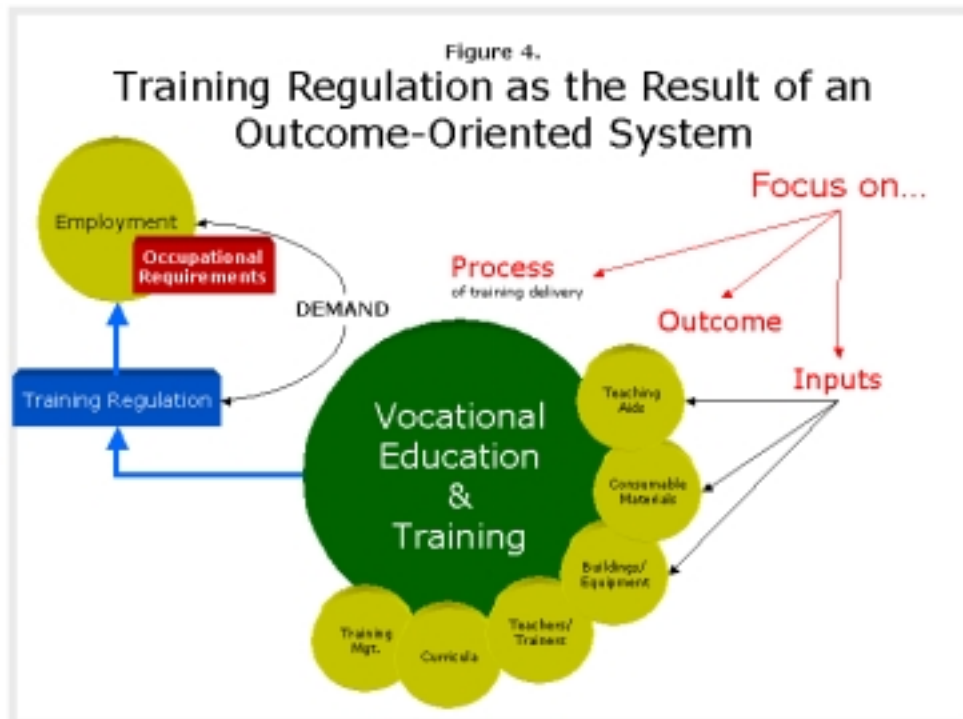 Figure 4.
Training Regulation as the Result of an
Outcome-Oriented System
Focus on...
Employment
Occupational
Requirements
Process
of training delivery
DEMAND
Outcome
Inputs
Training Regulation
Teaching
Aids
Vocational
Education
&
Training
Consumable
Materials
Buildings/
Equipment
Teachers/
Trainers
Training
Mgt.
Curricula